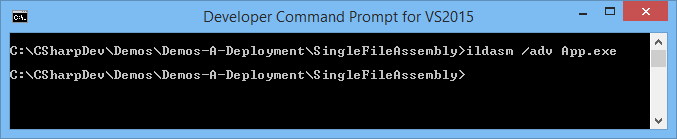 Developer Command Prompt for VS2015
C:\CSharpDev\Demos\Demos-A-Deployment\SingleFileAssembly>ildasm /adv App.exe
C:\CSharpDev\Demos\Demos-A-Deployment\SingleFileAssembly>